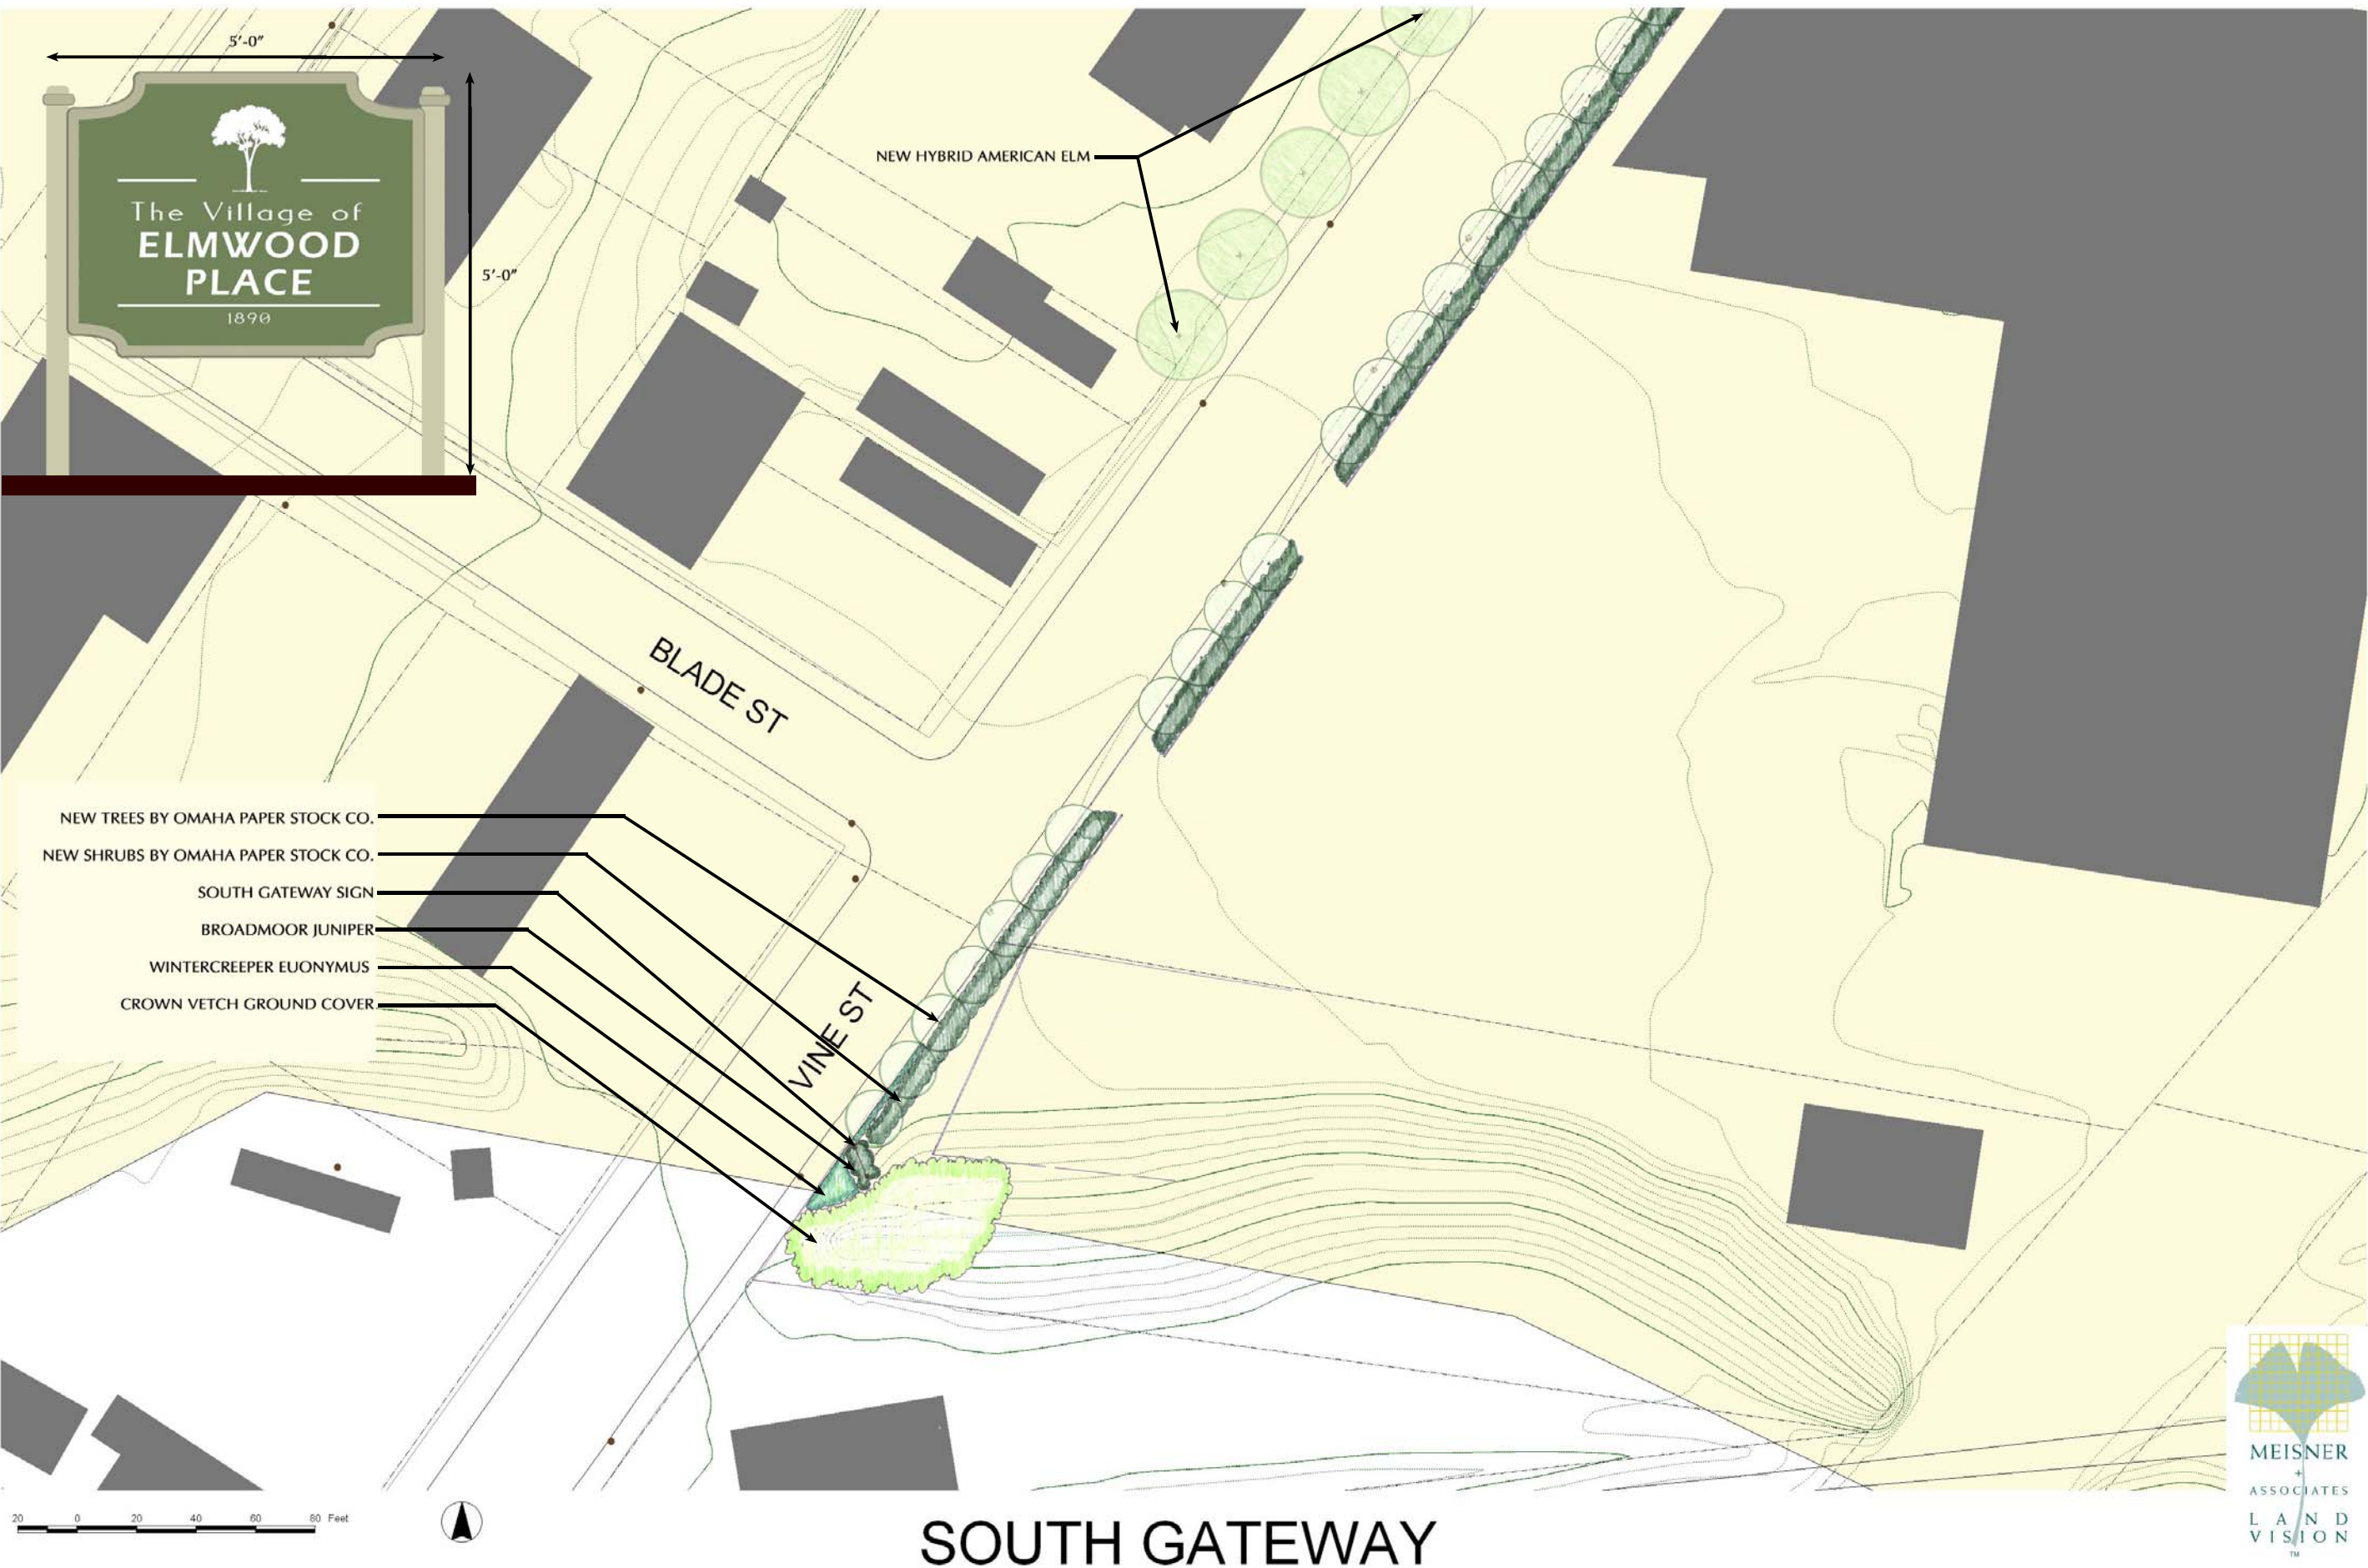 5'-0"
The Village of
ELMWOOD
PLACE
1890
5'-0"
NEW HYBRID AMERICAN ELM
BLADE ST
NEW TREES BY OMAHA PAPER STOCK CO.
NEW SHRUBS BY OMAHA PAPER STOCK CO.
SOUTH GATEWAY SIGN
BROADMOOR JUNIPER
WINTERCREEPER EUONYMUS
CROWN VETCH GROUND COVER
VINE ST
20 0 20 40 60 80 Feet
SOUTH GATEWAY
MEISNER
+
ASSOCIATES
LAND
VISION
TM